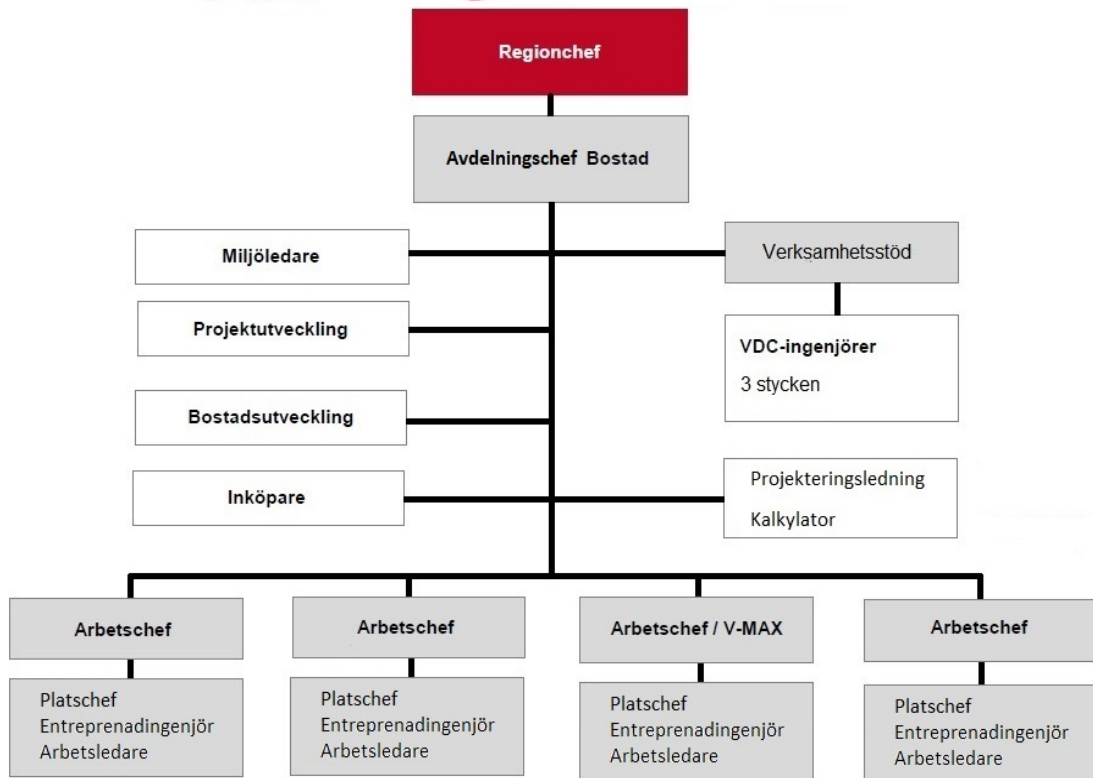 Regionchef
Avdelningschef Bostad
Miljöledare
Verksamhetsstöd
Projektutveckling
VDC-ingenjörer
3 stycken
Bostadsutveckling
Inköpare
Projekteringsledning
Kalkylator
Arbetschef
Platschef
Entreprenadingenjör
Arbetsledare
Arbetschef
Platschef
Entreprenadingenjör
Arbetsledare
Arbetschef / V-MAX
Platschef
Entreprenadingenjör
Arbetsledare
Arbetschef
Platschef
Entreprenadingenjör
Arbetsledare